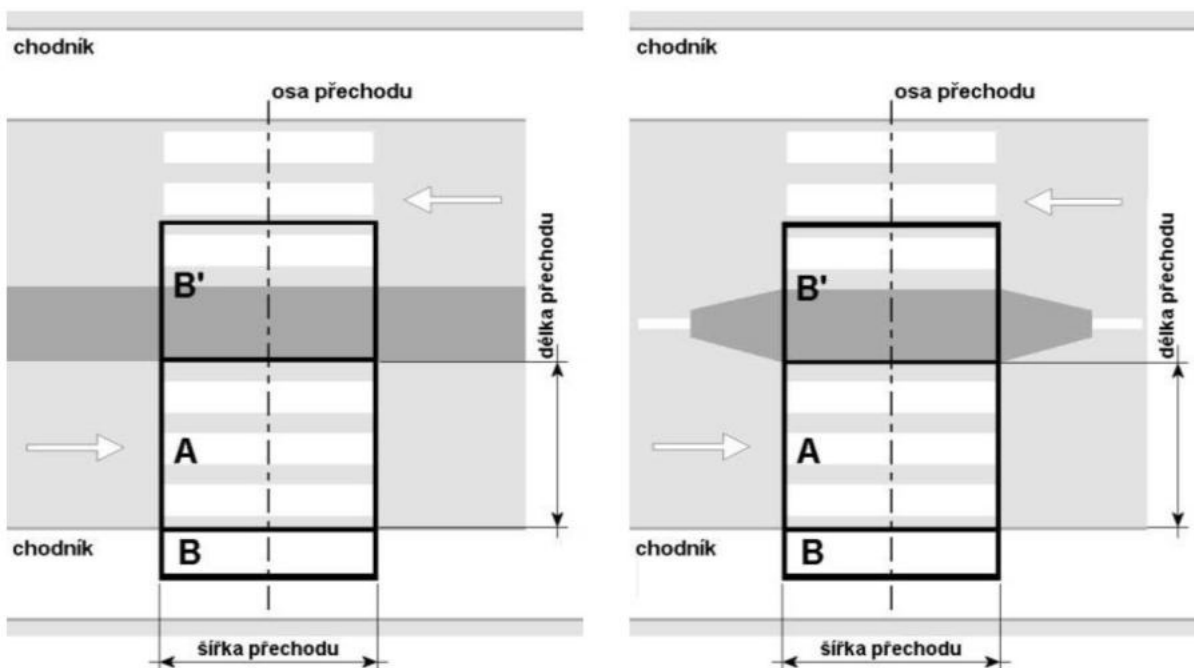 chodník
osa přechodu
B'
délka přechodu
A
chodník
B
šířka přechodu
chodník
osa přechodu
B'
délka přechodu
A
chodník
B
šířka přechodu